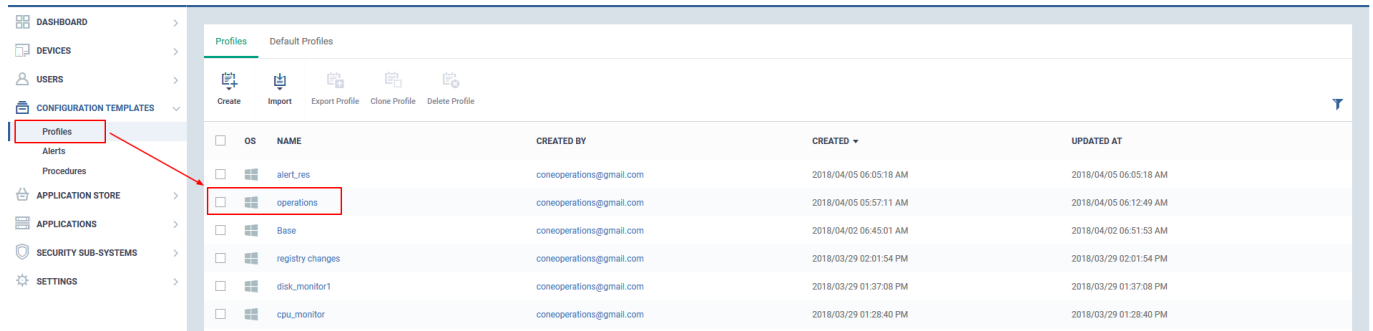 DASHBOARD
DEVICES
USERS
CONFIGURATION TEMPLATES
Profiles
Alerts
Procedures
APPLICATION STORE
APPLICATIONS
SECURITY SUB-SYSTEMS
SETTINGS
Profiles Default Profiles
Create Import Export Profile Clone Profile Delete Profile
OS NAME CREATED BY CREATED UPDATED AT
alert_res coneoperations@gmail.com 2018/04/05 06:05:18 AM 2018/04/05 06:05:18 AM
operations coneoperations@gmail.com 2018/04/05 05:57:11 AM 2018/04/05 06:12:49 AM
Base coneoperations@gmail.com 2018/04/02 06:45:01 AM 2018/04/02 06:51:53 AM
registry changes coneoperations@gmail.com 2018/03/29 02:01:54 PM 2018/03/29 02:01:54 PM
disk_monitor1 coneoperations@gmail.com 2018/03/29 01:37:08 PM 2018/03/29 01:37:08 PM
cpu_monitor coneoperations@gmail.com 2018/03/29 01:28:40 PM 2018/03/29 01:28:40 PM